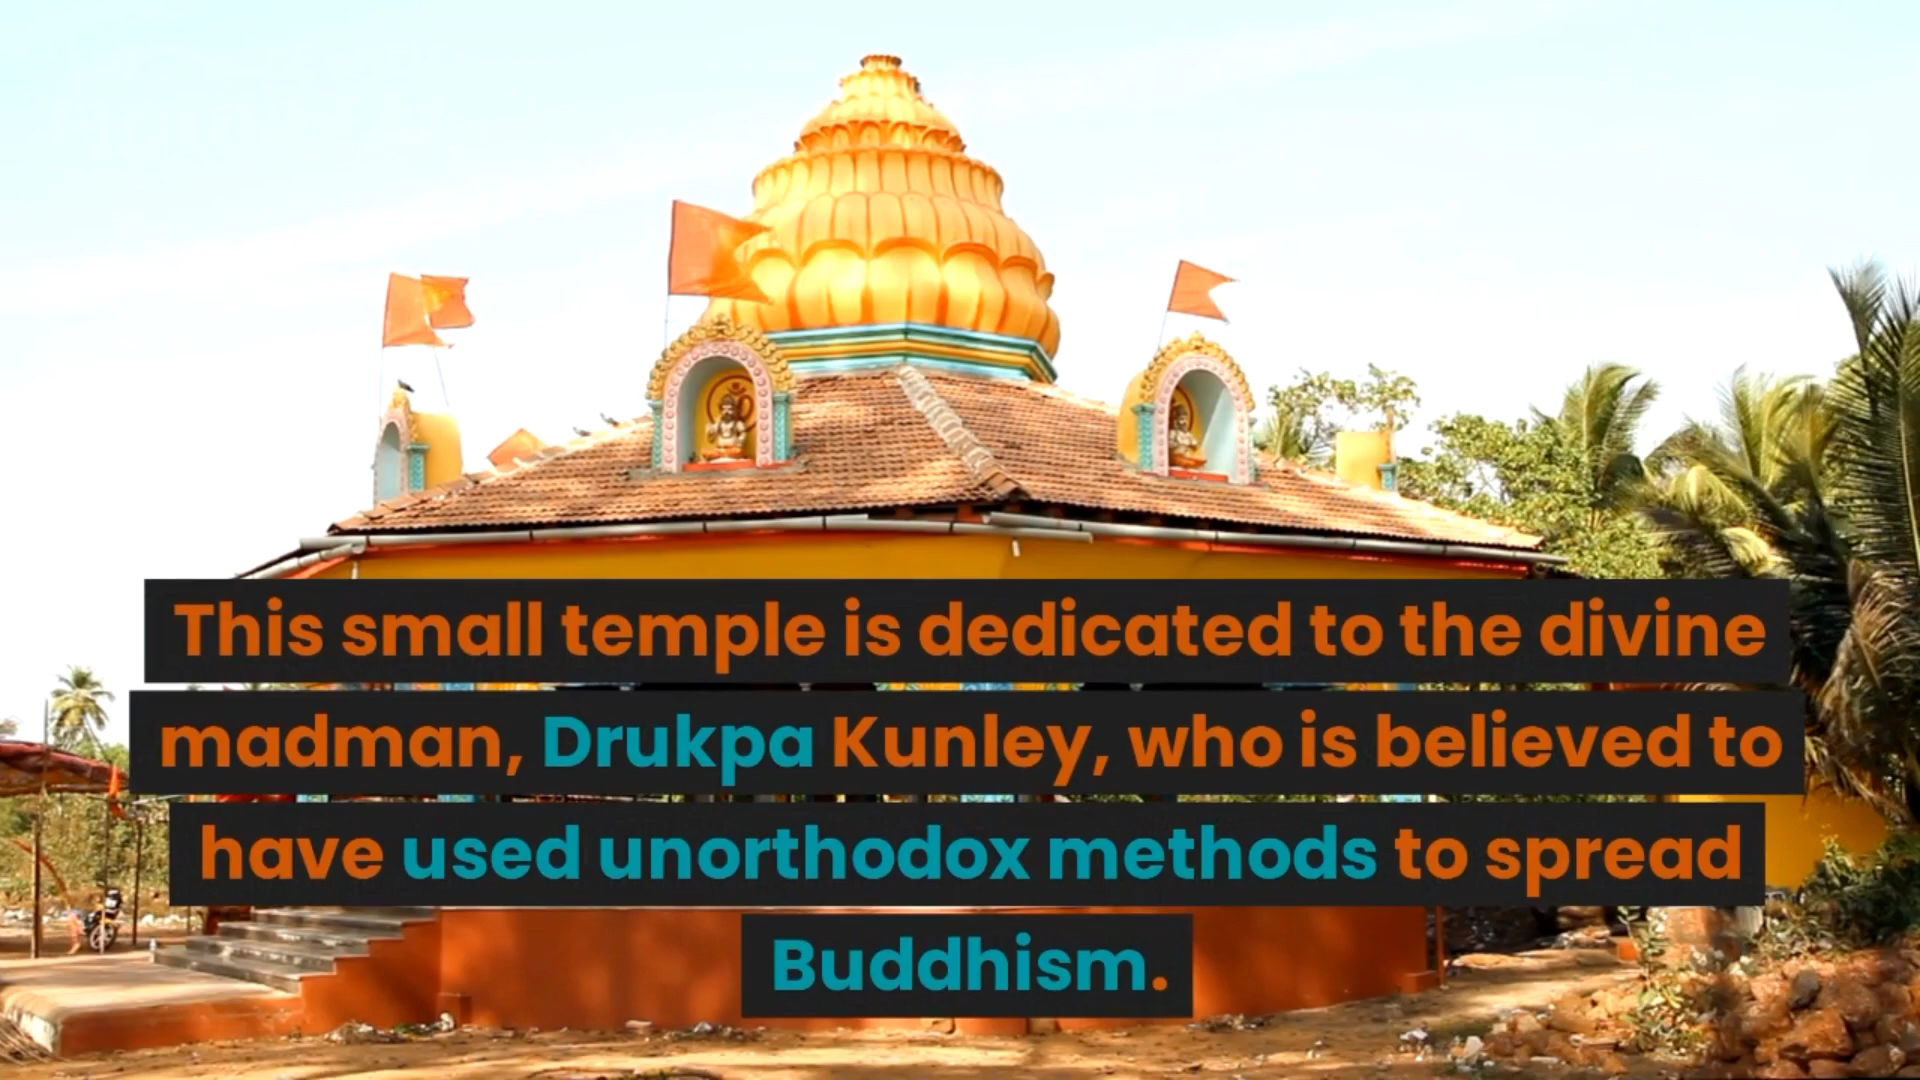 This small temple is dedicated to the divine
madman, Drukpa Kunley, who is believed to
have used unorthodox methods to spread
Buddhism.